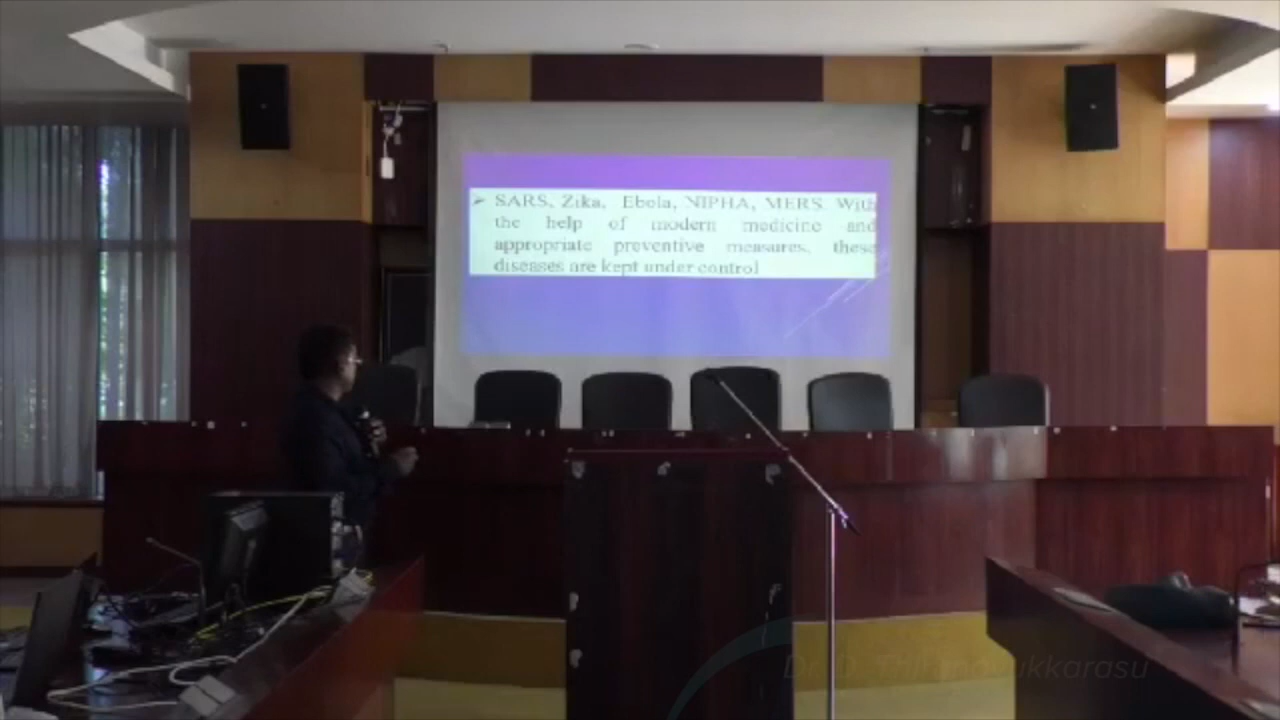 ➢ SARS, Zika, Ebola, NIPHA, MERS. With
the help of modern medicine and
appropriate preventive measures, these
diseases are kept under control